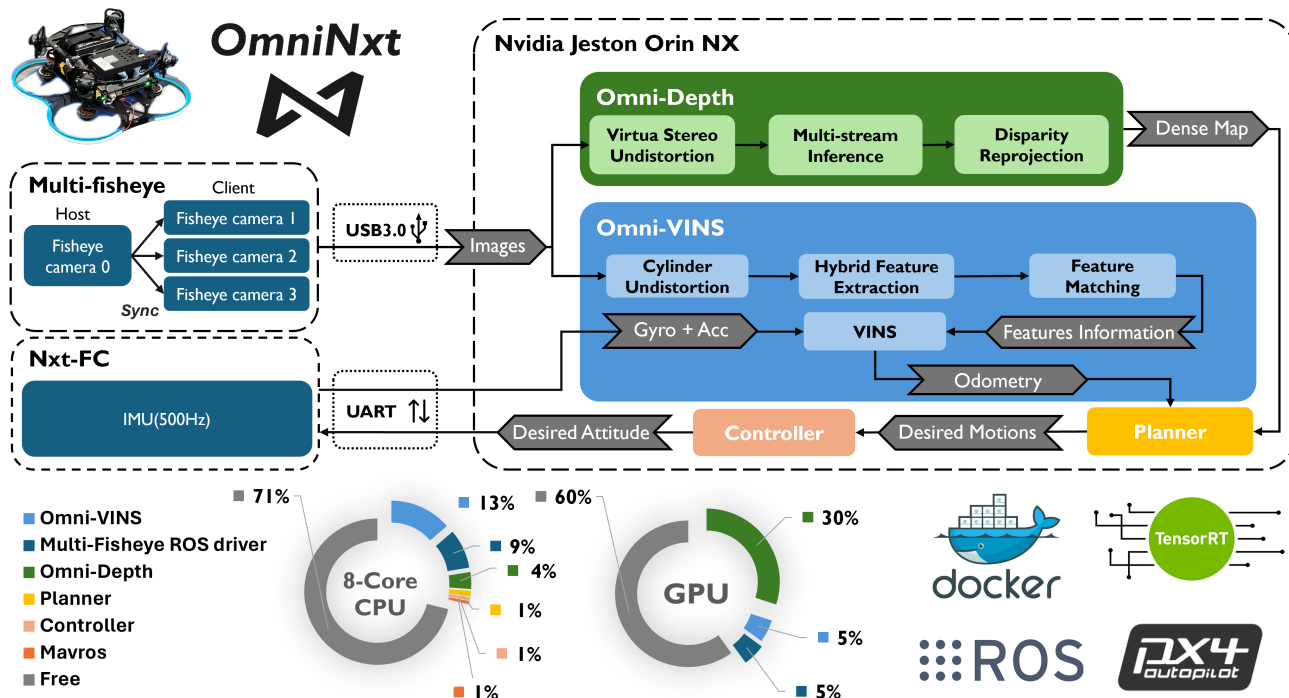 OmniNxt
Nvidia Jeston Orin NX
Omni-Depth
Virtua Stereo
Undistortion
Multi-stream
Inference
Disparity
Reprojection
Dense Map
Multi-fisheye
Client
Host
Fisheye
camera 0
Fisheye camera 1
Fisheye camera 2
Fisheye camera 3
Sync
USB3.0
Images
Omni-VINS
Cylinder
Undistortion
Hybrid Feature
Extraction
Feature
Matching
Gyro + Acc
VINS
Features Information
Odometry
Nxt-FC
IMU(500Hz)
UART
Desired Attitude
Controller
Desired Motions
Planner
Omni-VINS
Multi-Fisheye ROS driver
Omni-Depth
Planner
Controller
Mavros
Free
71%
13%
9%
4%
1%
1%
1%
8-Core
CPU
60%
30%
5%
5%
GPU
docker
TensorRT
ROS
px4
autopilot